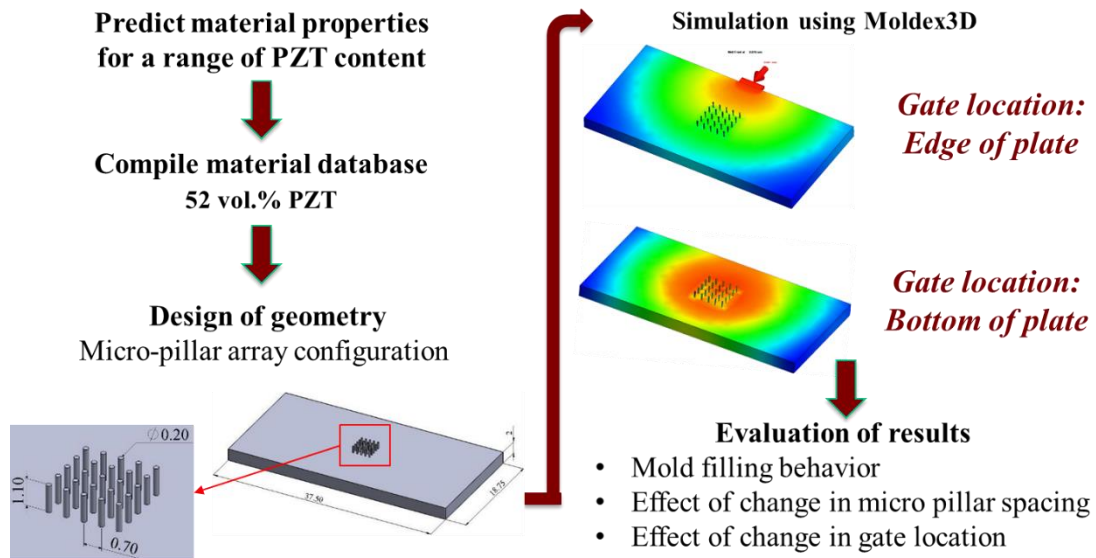 Predict material properties
for a range of PZT content
Compile material database
52 vol.% PZT
Design of geometry
Micro-pillar array configuration
∅0.20
1.10
0.70
2
37.50
18.75
Simulation using Moldex3D
Gate location:
Edge of plate
Gate location:
Bottom of plate
Evaluation of results
• Mold filling behavior
• Effect of change in micro pillar spacing
• Effect of change in gate location